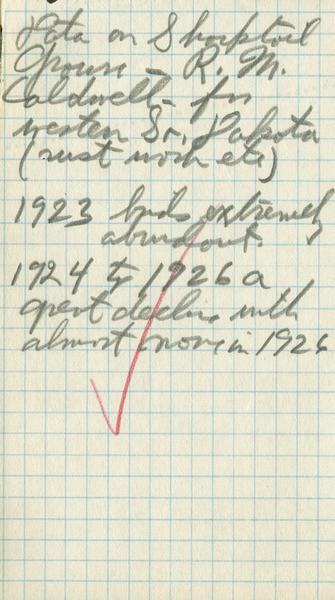 Data on Sharptail
Grouse - R. M.
Caldwell - for
western So. Dakota
(rust work etc)
1923 birds extremely
abundant.
1924 to 1926 a
great decline with
almost none in 1926